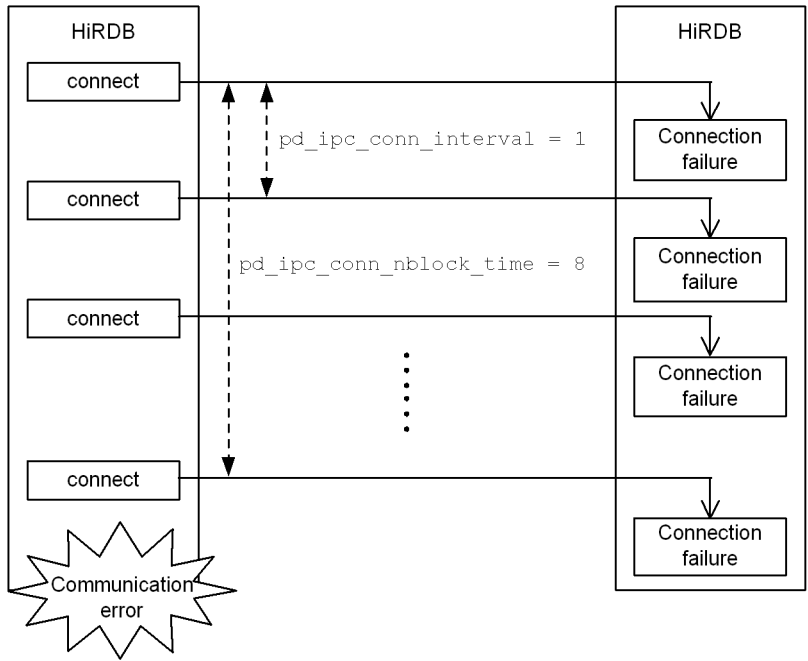 HiRDB
HiRDB
connect
pd_ipc_conn_interval = 1
Connection
failure
connect
pd_ipc_conn_nblock_time = 8
Connection
failure
connect
Connection
failure
connect
Connection
failure
Communication
error